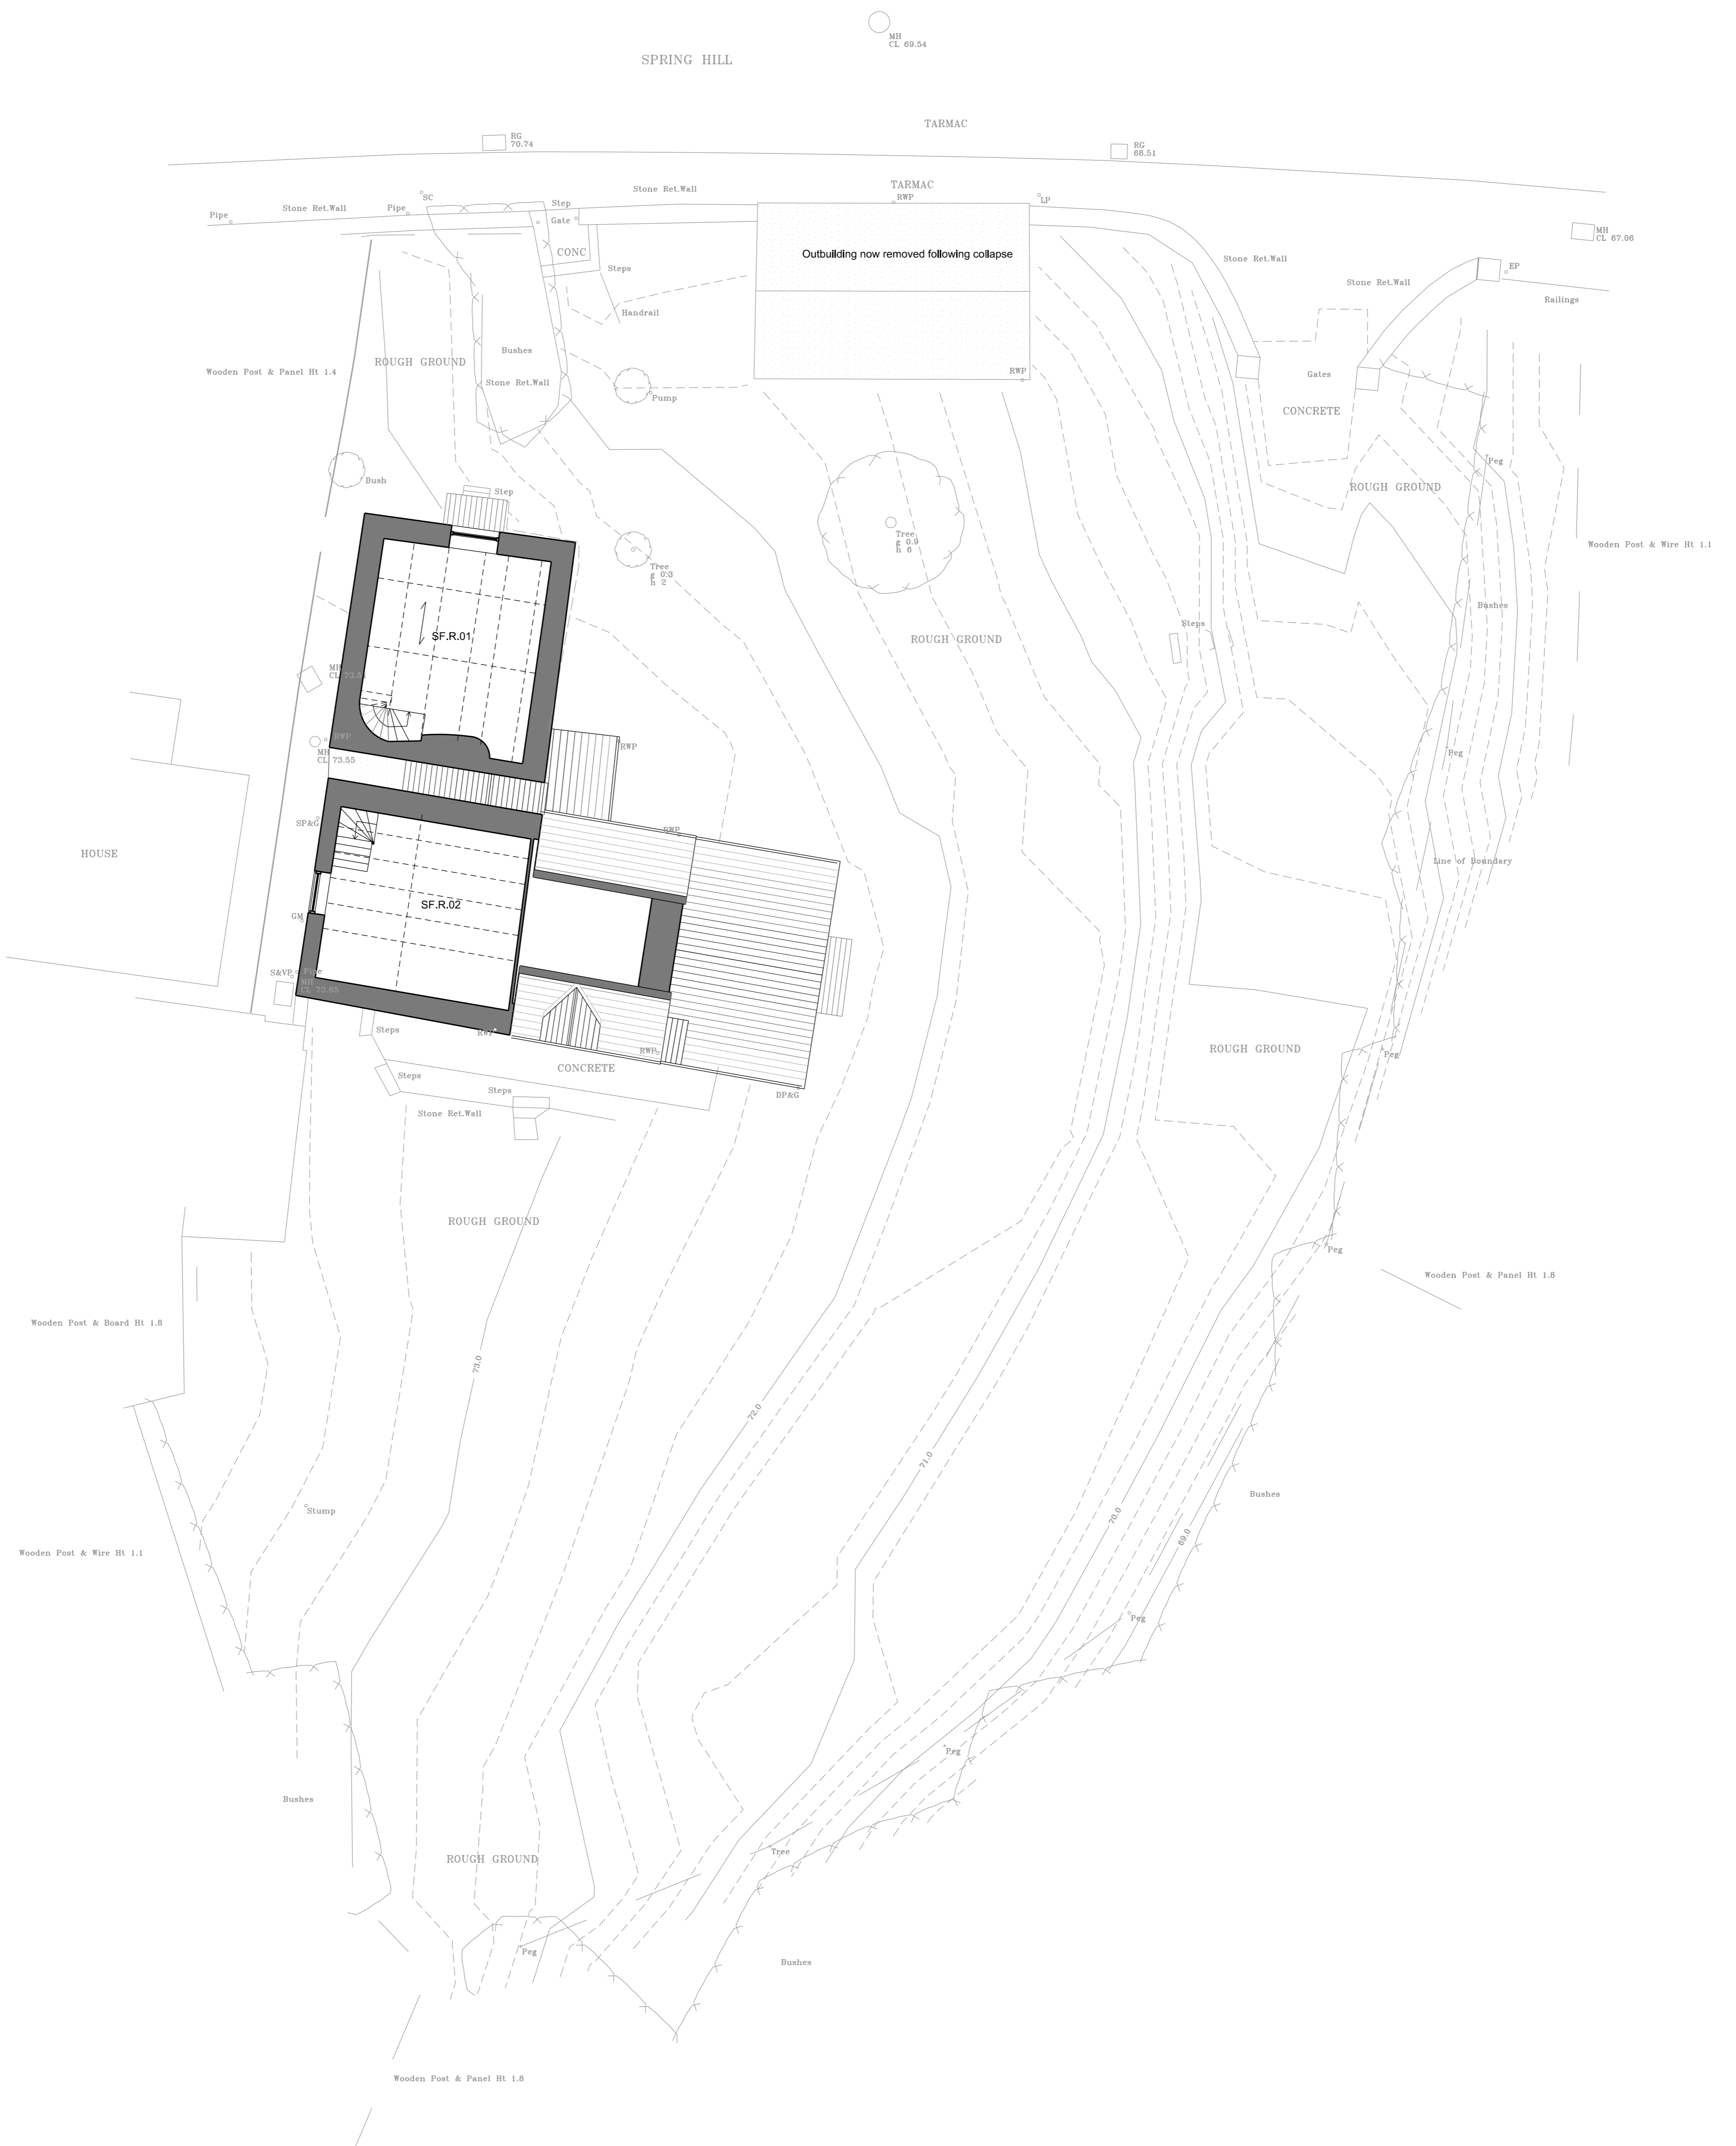 MH
CL 69.54
SPRING HILL
TARMAC
RG
70.74
RG
68.51
Stone Ret.Wall
TARMAC
RWP
SC
LP
Step
Stone Ret.Wall
Pipe
Pipe
Gate
MH
CL 67.06
CONC
Outbuilding now removed following collapse
Stone Ret.Wall
Steps
EP
Stone Ret.Wall
Railings
Handrail
Bushes
ROUGH GROUND
Wooden Post & Panel Ht 1.4
RWP
Gates
Stone Ret.Wall
Pump
CONCRETE
Peg
Bush
ROUGH GROUND
Step
Tree
g 0.9
h 6
Wooden Post & Wire Ht 1.1
Tree
g 0.3
h 2
Bushes
Steps
SF.R.01
ROUGH GROUND
MH
RWP
RWP
MH
CL 73.55
Peg
SP&G
RWP
HOUSE
Line of Boundary
SF.R.02
GM
S&VP
Pipe
MH
CL 73.65
Steps
RWP
RWP
ROUGH GROUND
Peg
CONCRETE
Steps
Steps
DP&G
Stone Ret.Wall
ROUGH GROUND
Peg
Wooden Post & Panel Ht 1.8
Wooden Post & Board Ht 1.8
73.0
72.0
71.0
Bushes
Stump
70.0
69.0
Wooden Post & Wire Ht 1.1
Peg
Peg
Bushes
Tree
ROUGH GROUND
Peg
Bushes
Wooden Post & Panel Ht 1.8